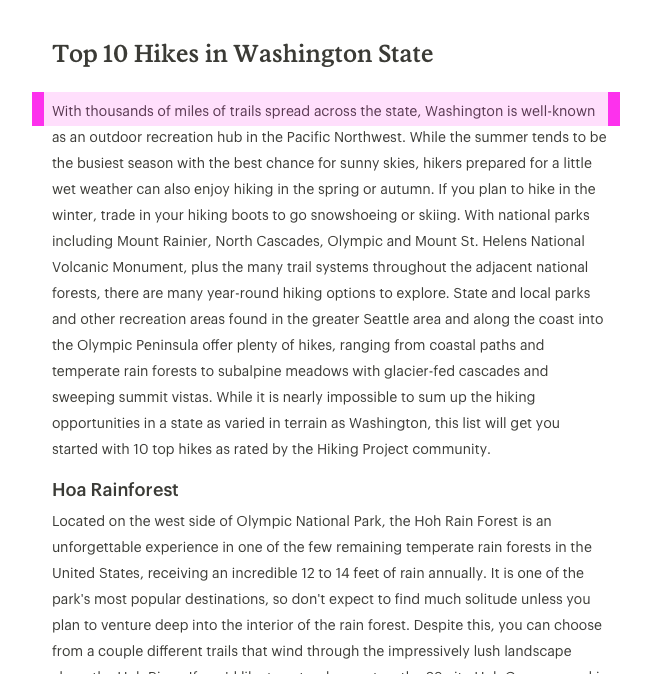 Top 10 Hikes in Washington State
With thousands of miles of trails spread across the state, Washington is well-known
as an outdoor recreation hub in the Pacific Northwest. While the summer tends to be
the busiest season with the best chance for sunny skies, hikers prepared for a little
wet weather can also enjoy hiking in the spring or autumn. If you plan to hike in the
winter, trade in your hiking boots to go snowshoeing or skiing. With national parks
including Mount Rainier, North Cascades, Olympic and Mount St. Helens National
Volcanic Monument, plus the many trail systems throughout the adjacent national
forests, there are many year-round hiking options to explore. State and local parks
and other recreation areas found in the greater Seattle area and along the coast into
the Olympic Peninsula offer plenty of hikes, ranging from coastal paths and
temperate rain forests to subalpine meadows with glacier-fed cascades and
sweeping summit vistas. While it is nearly impossible to sum up the hiking
opportunities in a state as varied in terrain as Washington, this list will get you
started with 10 top hikes as rated by the Hiking Project community.
Hoa Rainforest
Located on the west side of Olympic National Park, the Hoh Rain Forest is an
unforgettable experience in one of the few remaining temperate rain forests in the
United States, receiving an incredible 12 to 14 feet of rain annually. It is one of the
park's most popular destinations, so don't expect to find much solitude unless you
plan to venture deep into the interior of the rain forest. Despite this, you can choose
from a couple different trails that wind through the impressively lush landscape